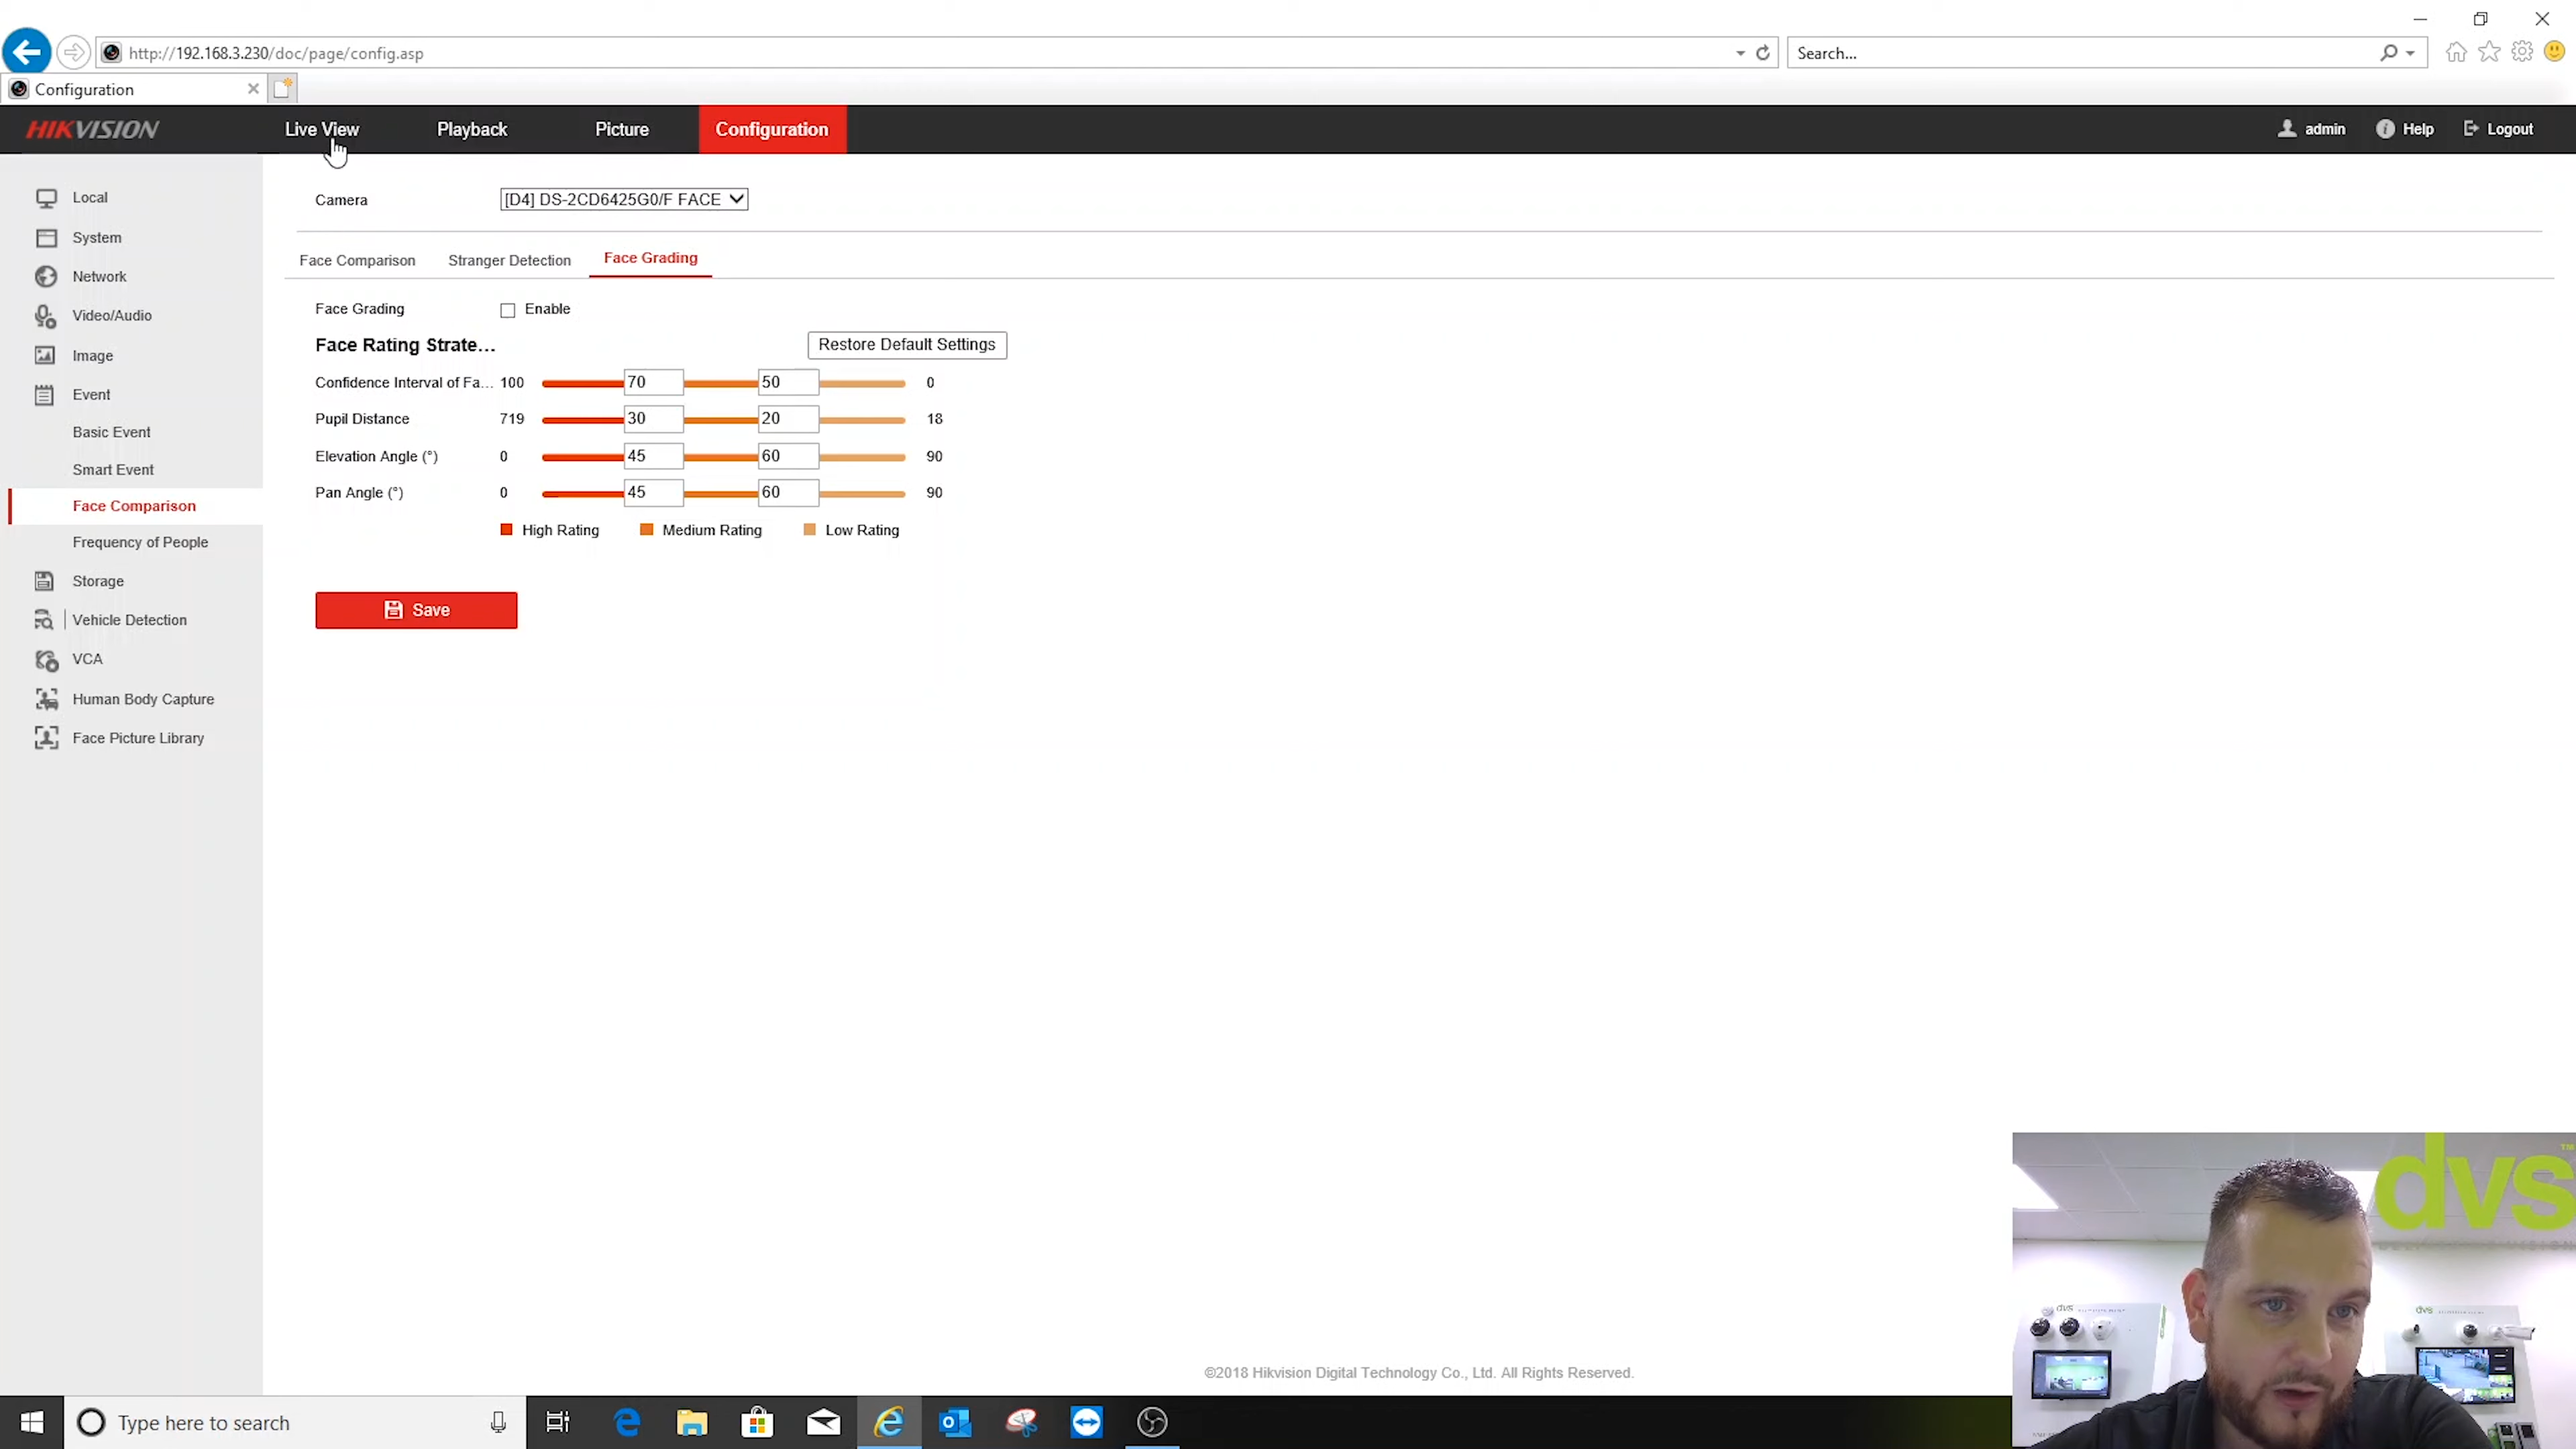 http://192.168.3.230/doc/page/config.asp
Search...
Configuration
HIKVISION
Live View
Playback
Picture
Configuration
admin
Help
Logout
Local
System
Network
Video/Audio
Image
Event
Basic Event
Smart Event
Face Comparison
Frequency of People
Storage
Vehicle Detection
VCA
Human Body Capture
Face Picture Library
Camera [D4] DS-2CD6425G0/F FACE
Face Comparison Stranger Detection Face Grading
Face Grading Enable
Face Rating Strate... Restore Default Settings
Confidence Interval of Fa... 100 70 50 0
Pupil Distance 719 30 20 18
Elevation Angle (°) 0 45 60 90
Pan Angle (°) 0 45 60 90
High Rating Medium Rating Low Rating
Save
dvs™
dvs
dvs
©2018 Hikvision Digital Technology Co., Ltd. All Rights Reserved.
Type here to search